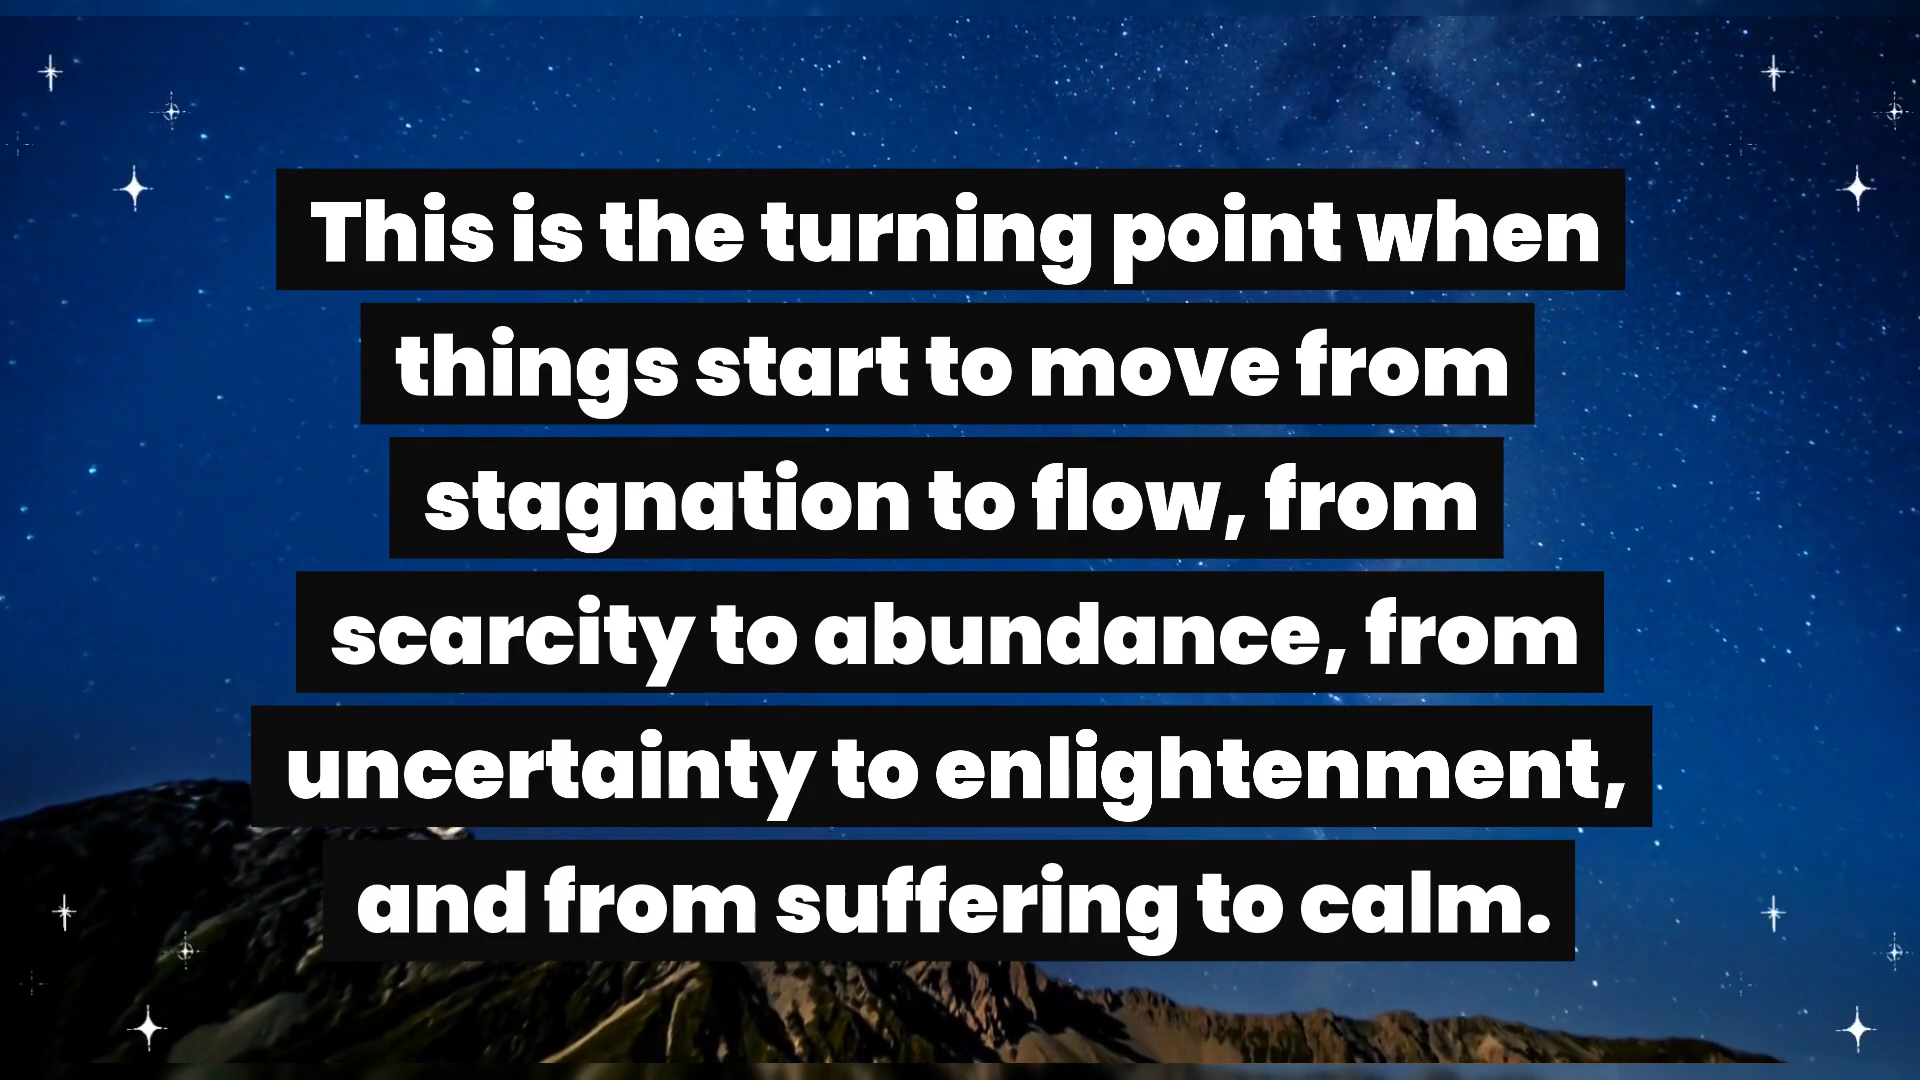 This is the turning point when
things start to move from
stagnation to flow, from
scarcity to abundance, from
uncertainty to enlightenment,
and from suffering to calm.